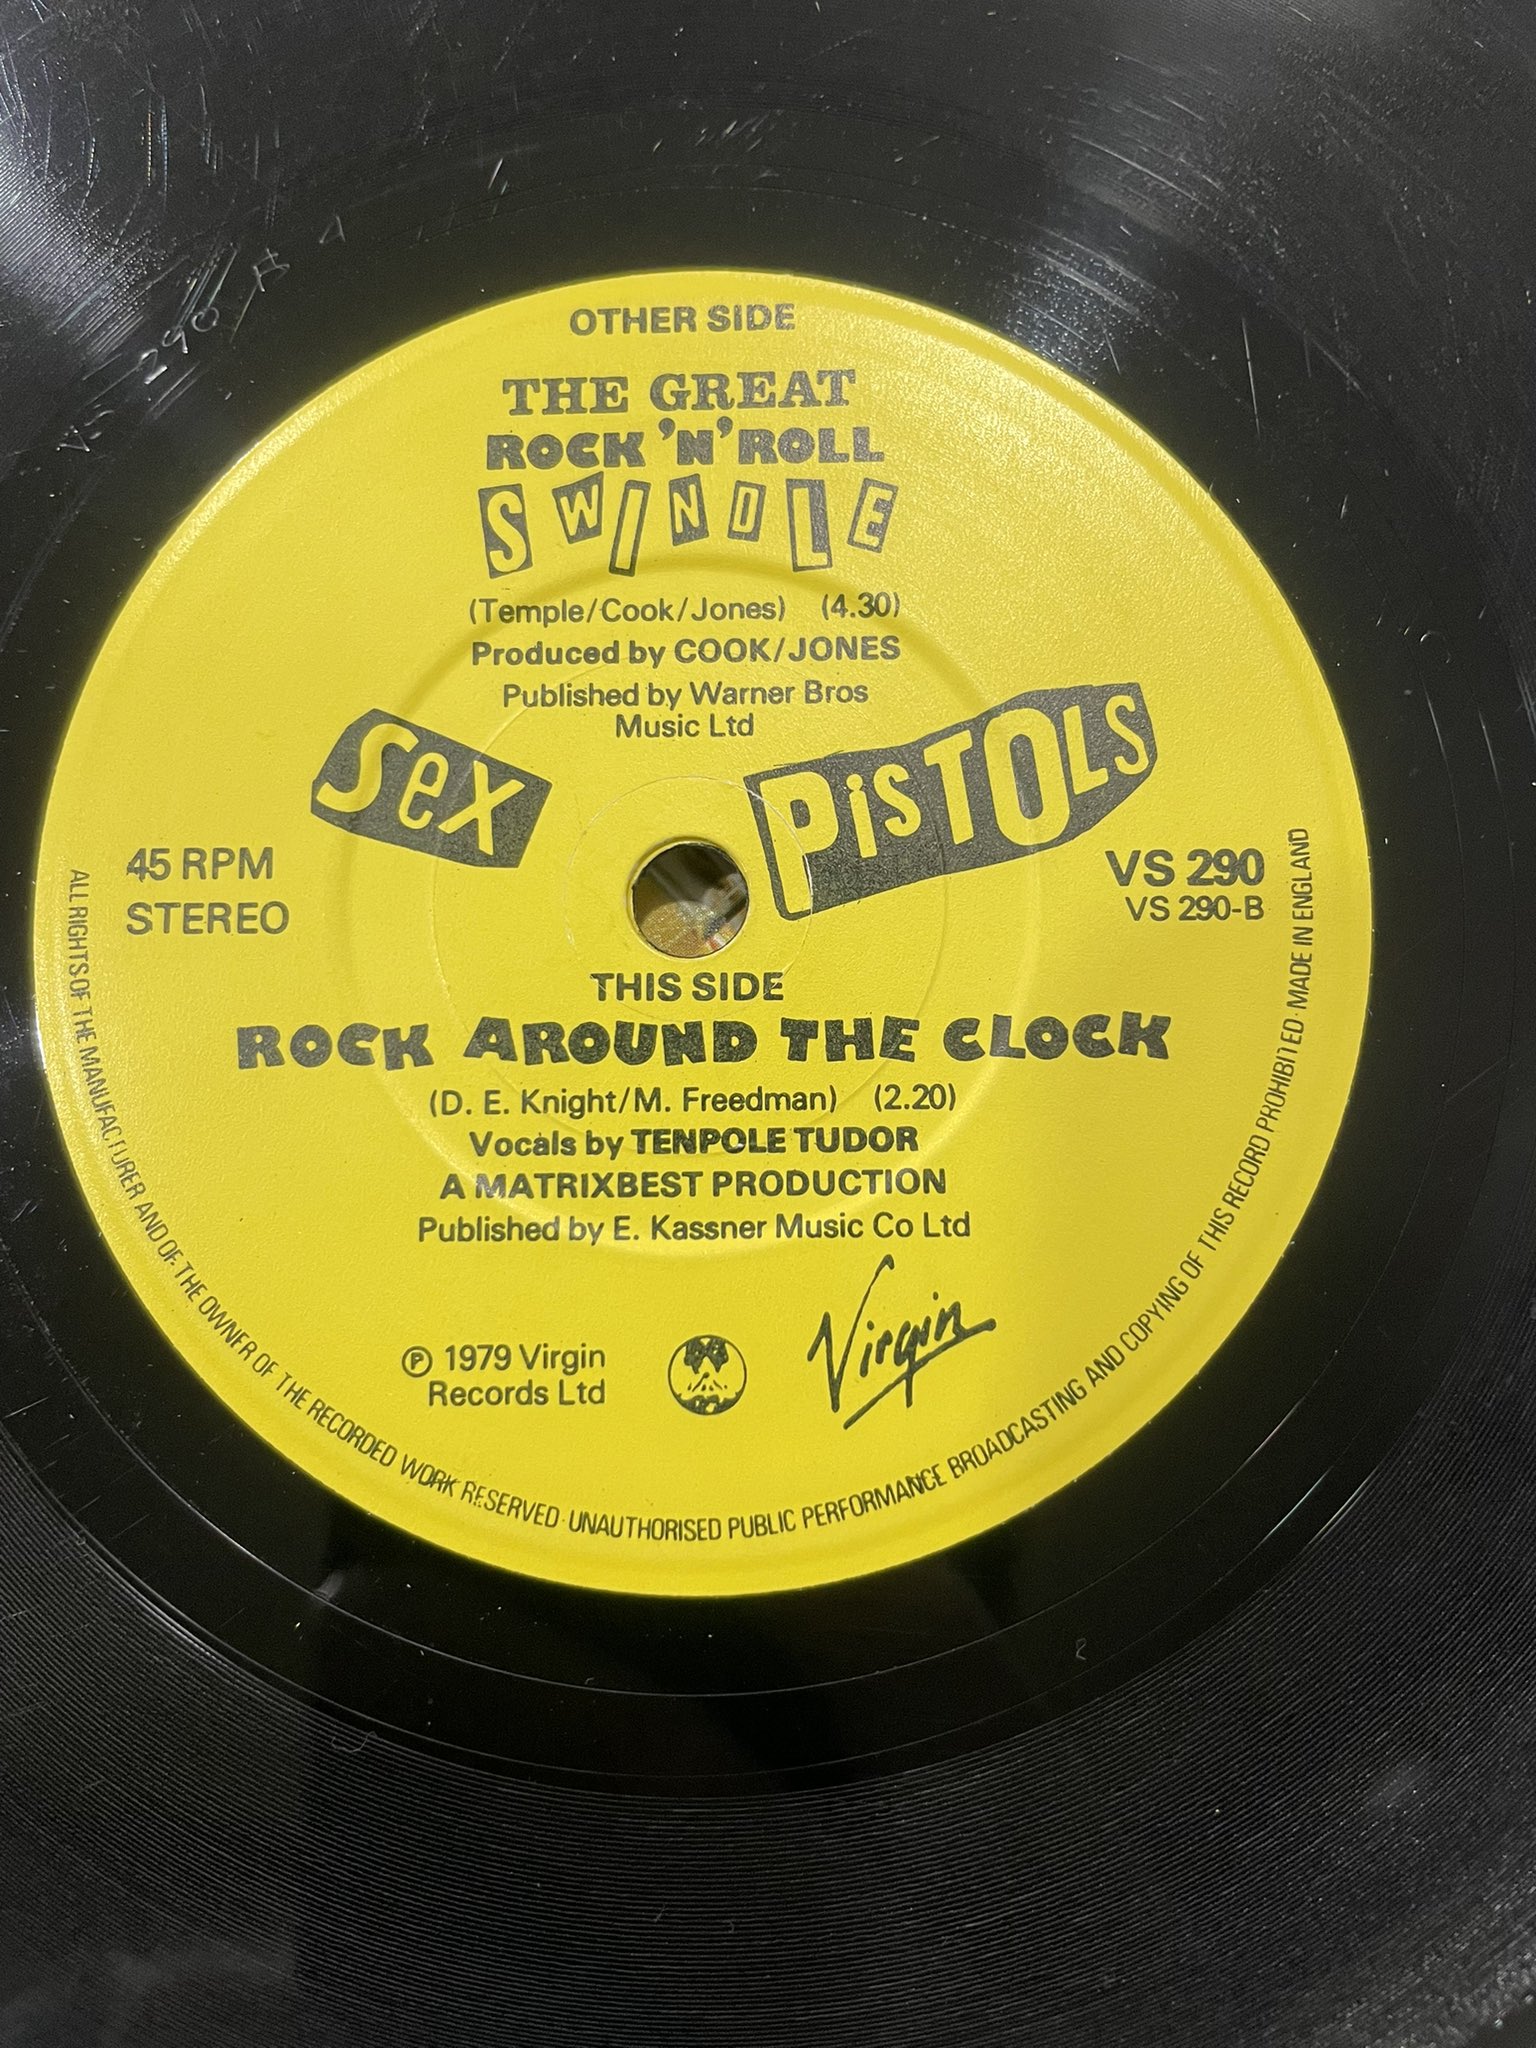 OTHER SIDE
THE GREAT
ROCK 'N' ROLL
SWINDLE
(Temple/Cook/Jones) (4.30)
Produced by COOK/JONES
Published by Warner Bros
Music Ltd
SeX PiSTOLS
45 RPM
STEREO
VS 290
VS 290-B
THIS SIDE
ROCK AROUND THE CLOCK
(D. E. Knight/M. Freedman) (2.20)
Vocals by TENPOLE TUDOR
A MATRIXBEST PRODUCTION
Published by E. Kassner Music Co Ltd
℗ 1979 Virgin
Records Ltd
Virgin
ALL RIGHTS OF THE MANUFACTURER AND OF THE OWNER OF THE RECORDED WORK RESERVED · UNAUTHORISED PUBLIC PERFORMANCE BROADCASTING AND COPYING OF THIS RECORD PROHIBITED · MADE IN ENGLAND